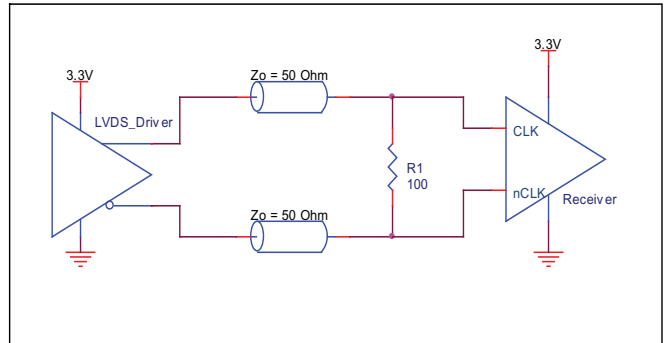 3.3V
LVDS_Driver
Zo = 50 Ohm
Zo = 50 Ohm
R1
100
3.3V
CLK
nCLK
Receiver